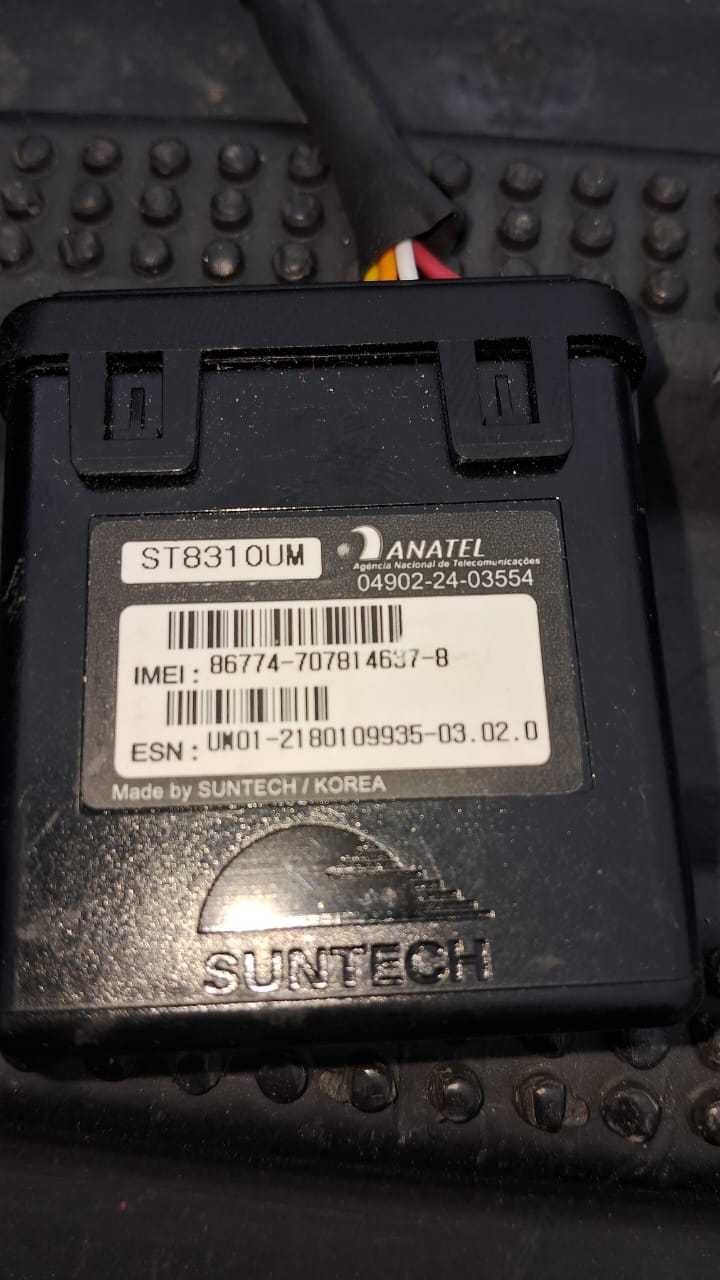 ST8310UM
ANATEL
Agência Nacional de Telecomunicações
04902-24-03554
IMEI: 86774-707814637-8
ESN: UM01-2180109935-03.02.0
Made by SUNTECH / KOREA
SUNTECH